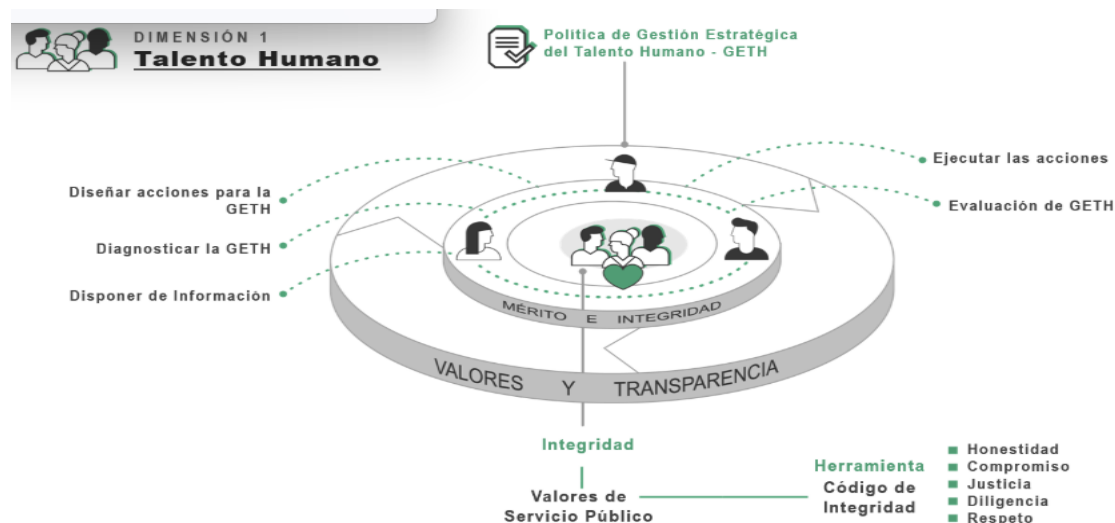 DIMENSIÓN 1
Talento Humano
Política de Gestión Estratégica
del Talento Humano - GETH
Diseñar acciones para la
GETH
Diagnosticar la GETH
Disponer de Información
Ejecutar las acciones
Evaluación de GETH
MÉRITO E INTEGRIDAD
VALORES Y TRANSPARENCIA
Integridad
Valores de
Servicio Público
Herramienta
Código de
Integridad
Honestidad
Compromiso
Justicia
Diligencia
Respeto